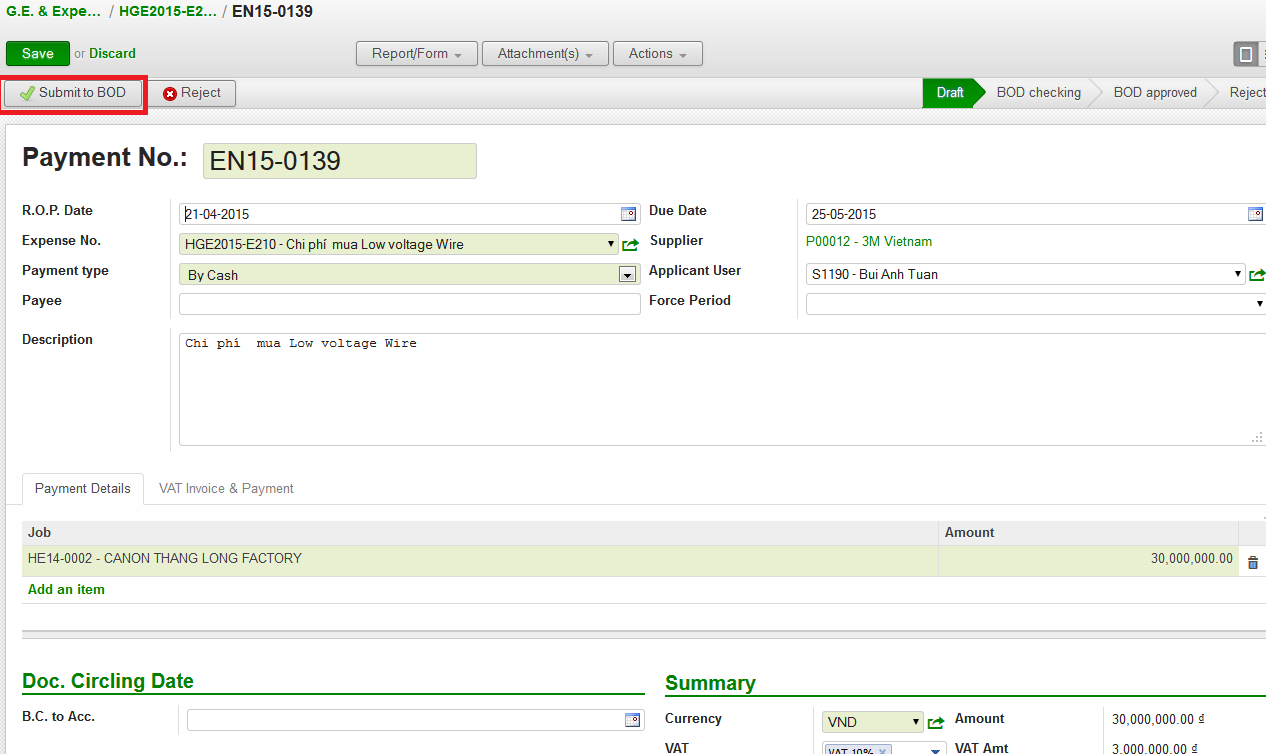 G.E. & Expe... / HGE2015-E2... / EN15-0139
Save or Discard Report/Form Attachment(s) Actions
Submit to BOD Reject Draft BOD checking BOD approved Reject
Payment No.: EN15-0139
R.O.P. Date 21-04-2015 Due Date 25-05-2015
Expense No. HGE2015-E210 - Chi phí mua Low voltage Wire Supplier P00012 - 3M Vietnam
Payment type By Cash Applicant User S1190 - Bui Anh Tuan
Payee Force Period
Description Chi phí mua Low voltage Wire
Payment Details VAT Invoice & Payment
Job Amount
HE14-0002 - CANON THANG LONG FACTORY 30,000,000.00
Add an item
Doc. Circling Date Summary
B.C. to Acc. Currency VND Amount 30,000,000.00 ₫
VAT VAT 10% VAT Amt 3,000,000.00 ₫